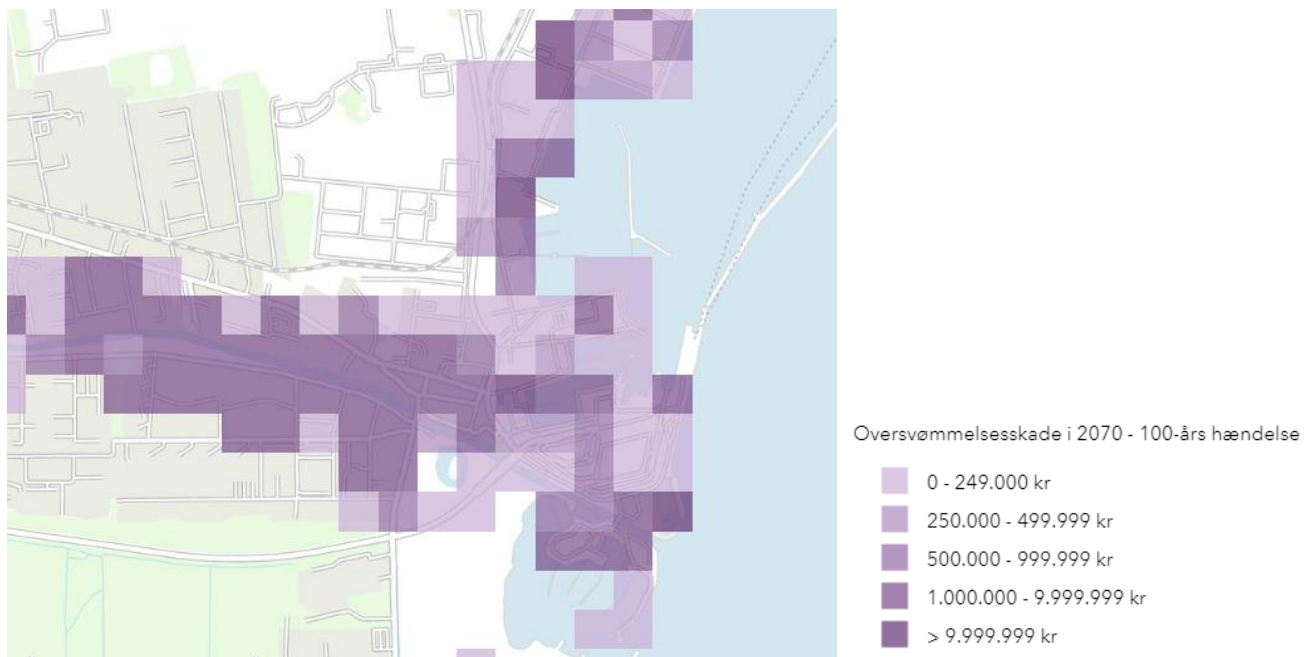 Oversvømmelsesskade i 2070 - 100-års hændelse
0 - 249.000 kr
250.000 - 499.999 kr
500.000 - 999.999 kr
1.000.000 - 9.999.999 kr
> 9.999.999 kr